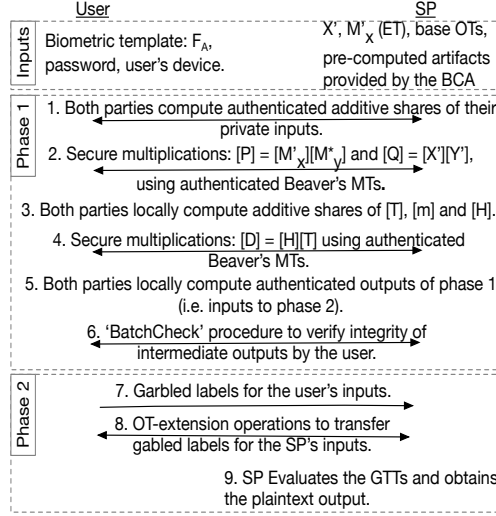 User
SP
Inputs
Biometric template: F_A,
password, user's device.
X', M'_x (ET), base OTs,
pre-computed artifacts
provided by the BCA
Phase 1
1. Both parties compute authenticated additive shares of their
private inputs.
2. Secure multiplications: [P] = [M'_x][M*_y] and [Q] = [X'][Y'],
using authenticated Beaver's MTs.
3. Both parties locally compute additive shares of [T], [m] and [H].
4. Secure multiplications: [D] = [H][T] using authenticated
Beaver's MTs.
5. Both parties locally compute authenticated outputs of phase 1
(i.e. inputs to phase 2).
6. 'BatchCheck' procedure to verify integrity of
intermediate outputs by the user.
Phase 2
7. Garbled labels for the user's inputs.
8. OT-extension operations to transfer
gabled labels for the SP's inputs.
9. SP Evaluates the GTTs and obtains
the plaintext output.